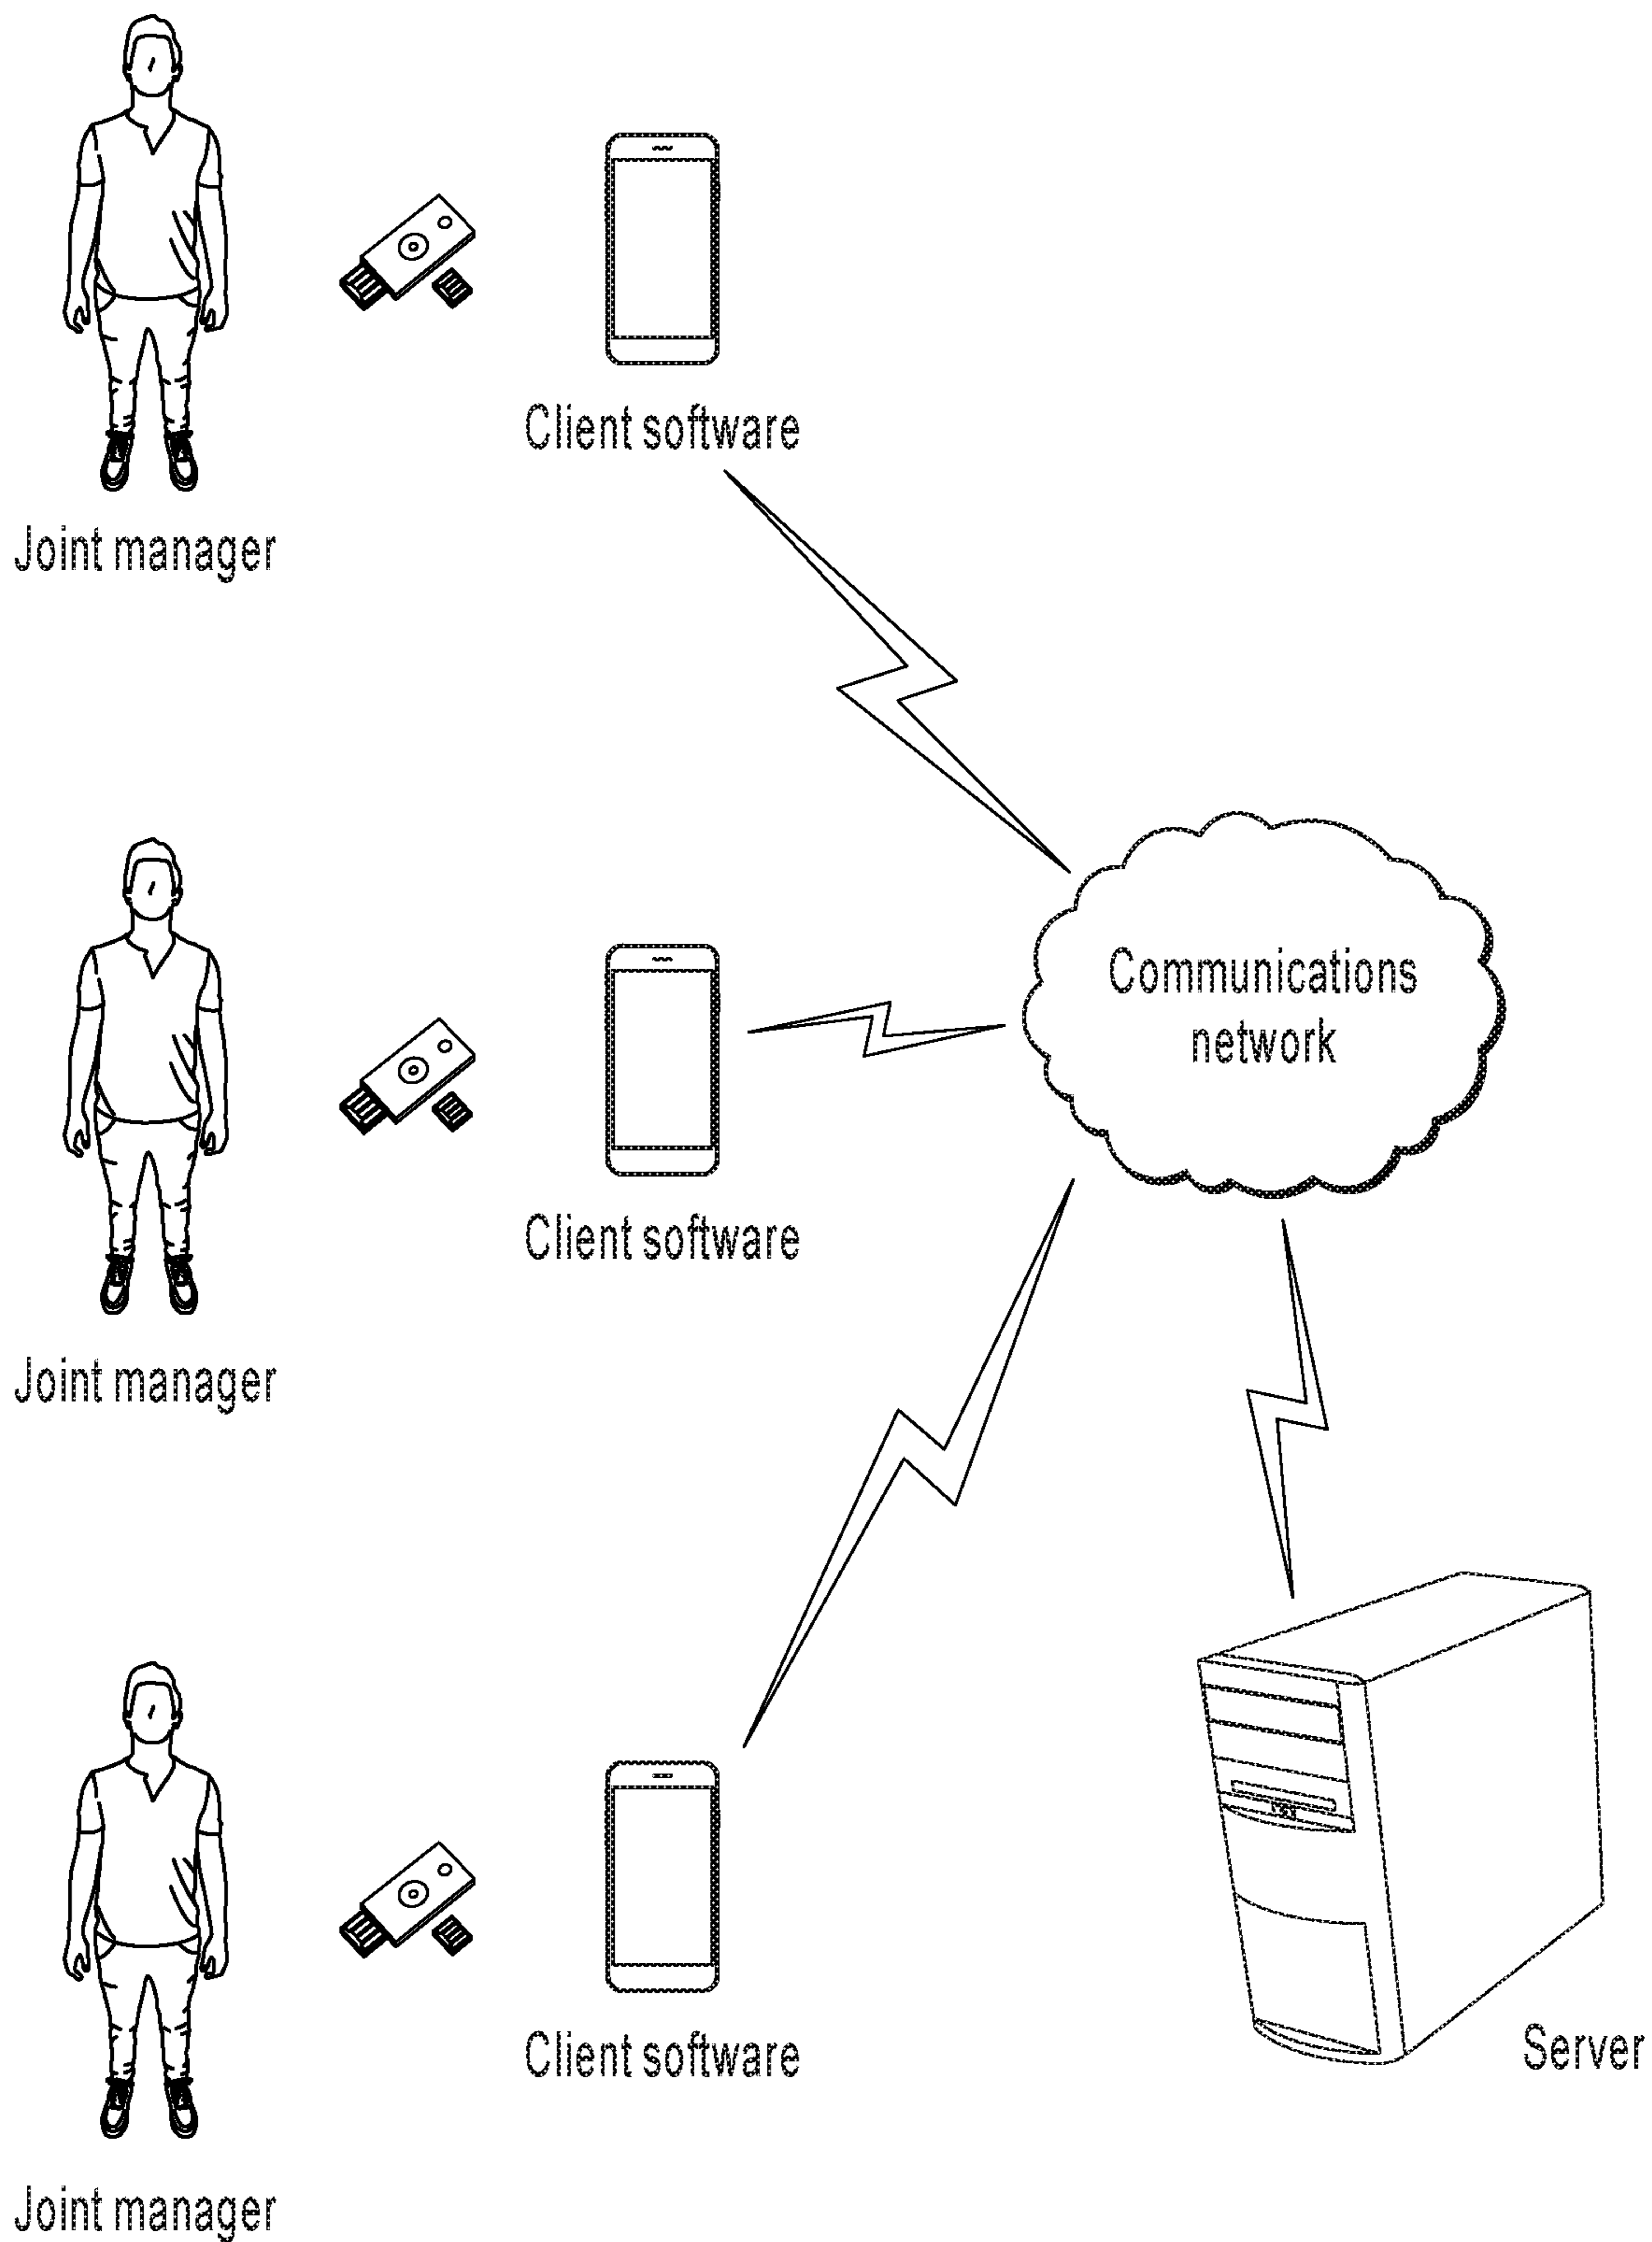 Client software
Joint manager
Communications
network
Client software
Joint manager
Client software
Server
Joint manager